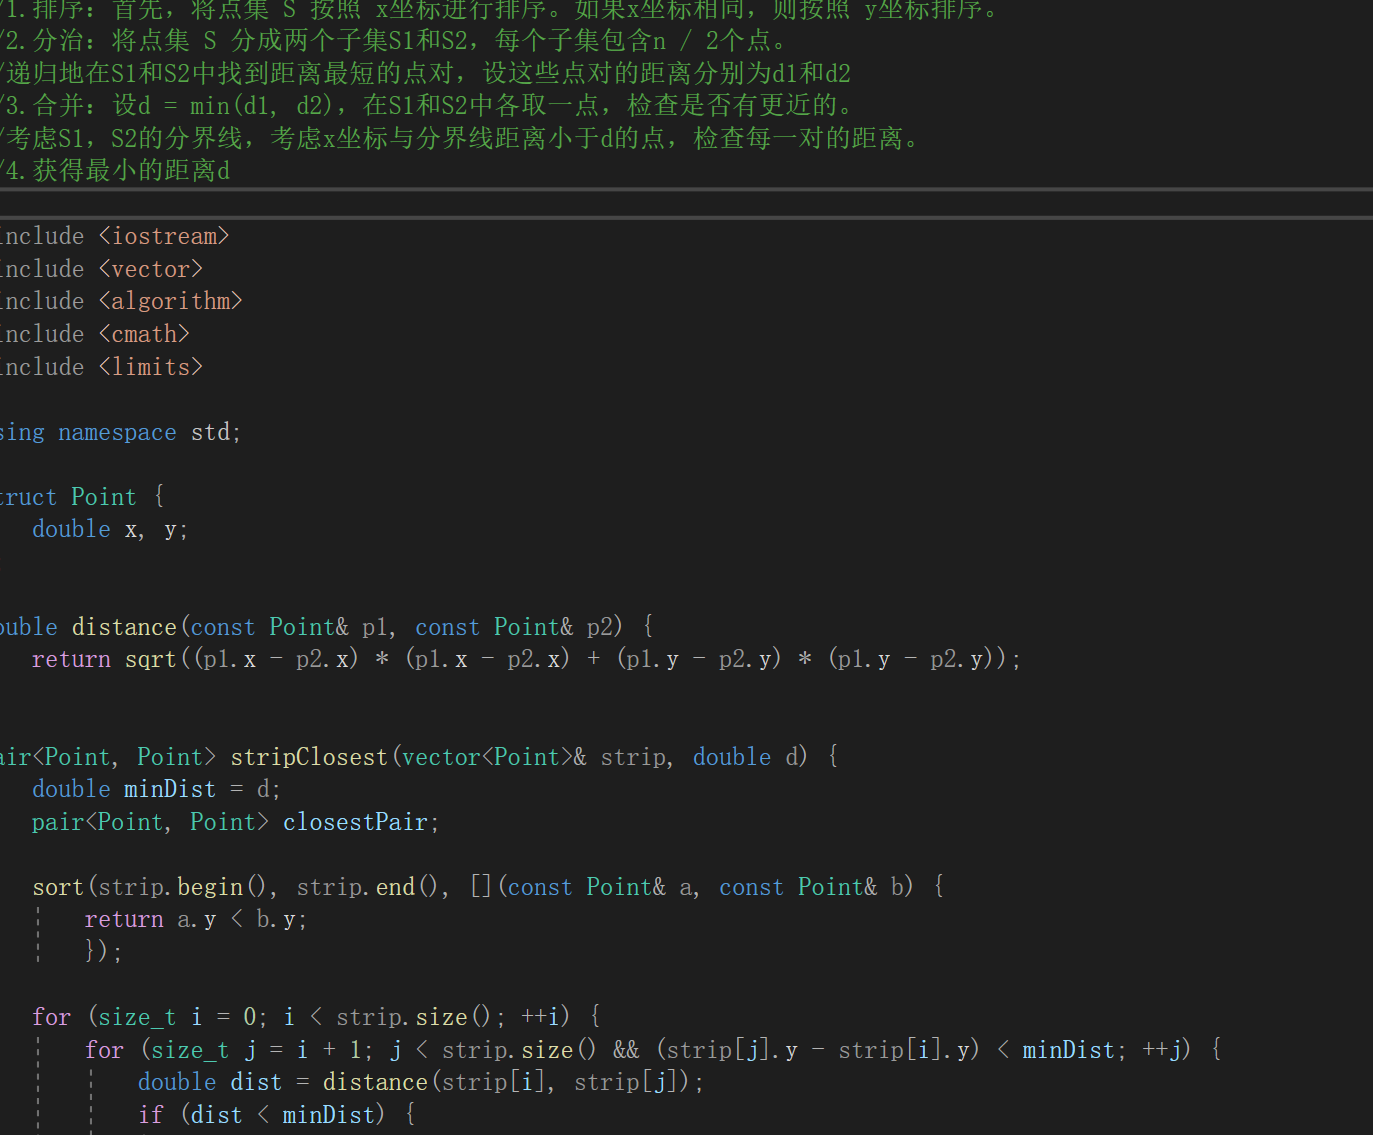 /1.排序：首先，将点集 S 按照 x坐标进行排序。如果x坐标相同，则按照 y坐标排序。
/2.分治：将点集 S 分成两个子集S1和S2，每个子集包含n / 2个点。
/递归地在S1和S2中找到距离最短的点对，设这些点对的距离分别为d1和d2
/3.合并：设d = min(d1, d2)，在S1和S2中各取一点，检查是否有更近的。
/考虑S1，S2的分界线，考虑x坐标与分界线距离小于d的点，检查每一对的距离。
/4.获得最小的距离d
include <iostream>
include <vector>
include <algorithm>
include <cmath>
include <limits>
sing namespace std;
truct Point {
double x, y;
ouble distance(const Point& p1, const Point& p2) {
return sqrt((p1.x - p2.x) * (p1.x - p2.x) + (p1.y - p2.y) * (p1.y - p2.y));
air<Point, Point> stripClosest(vector<Point>& strip, double d) {
double minDist = d;
pair<Point, Point> closestPair;
sort(strip.begin(), strip.end(), [](const Point& a, const Point& b) {
return a.y < b.y;
});
for (size_t i = 0; i < strip.size(); ++i) {
for (size_t j = i + 1; j < strip.size() && (strip[j].y - strip[i].y) < minDist; ++j) {
double dist = distance(strip[i], strip[j]);
if (dist < minDist) {